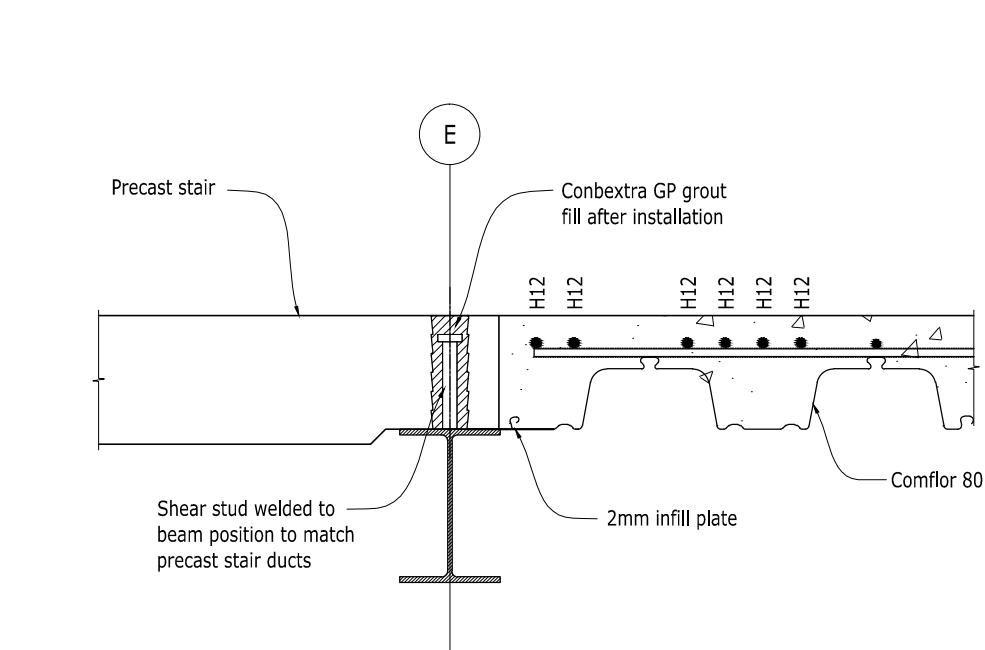 E
Precast stair
Conbextra GP grout
fill after installation
H12
H12
H12
H12
H12
H12
Comflor 80
Shear stud welded to
beam position to match
precast stair ducts
2mm infill plate